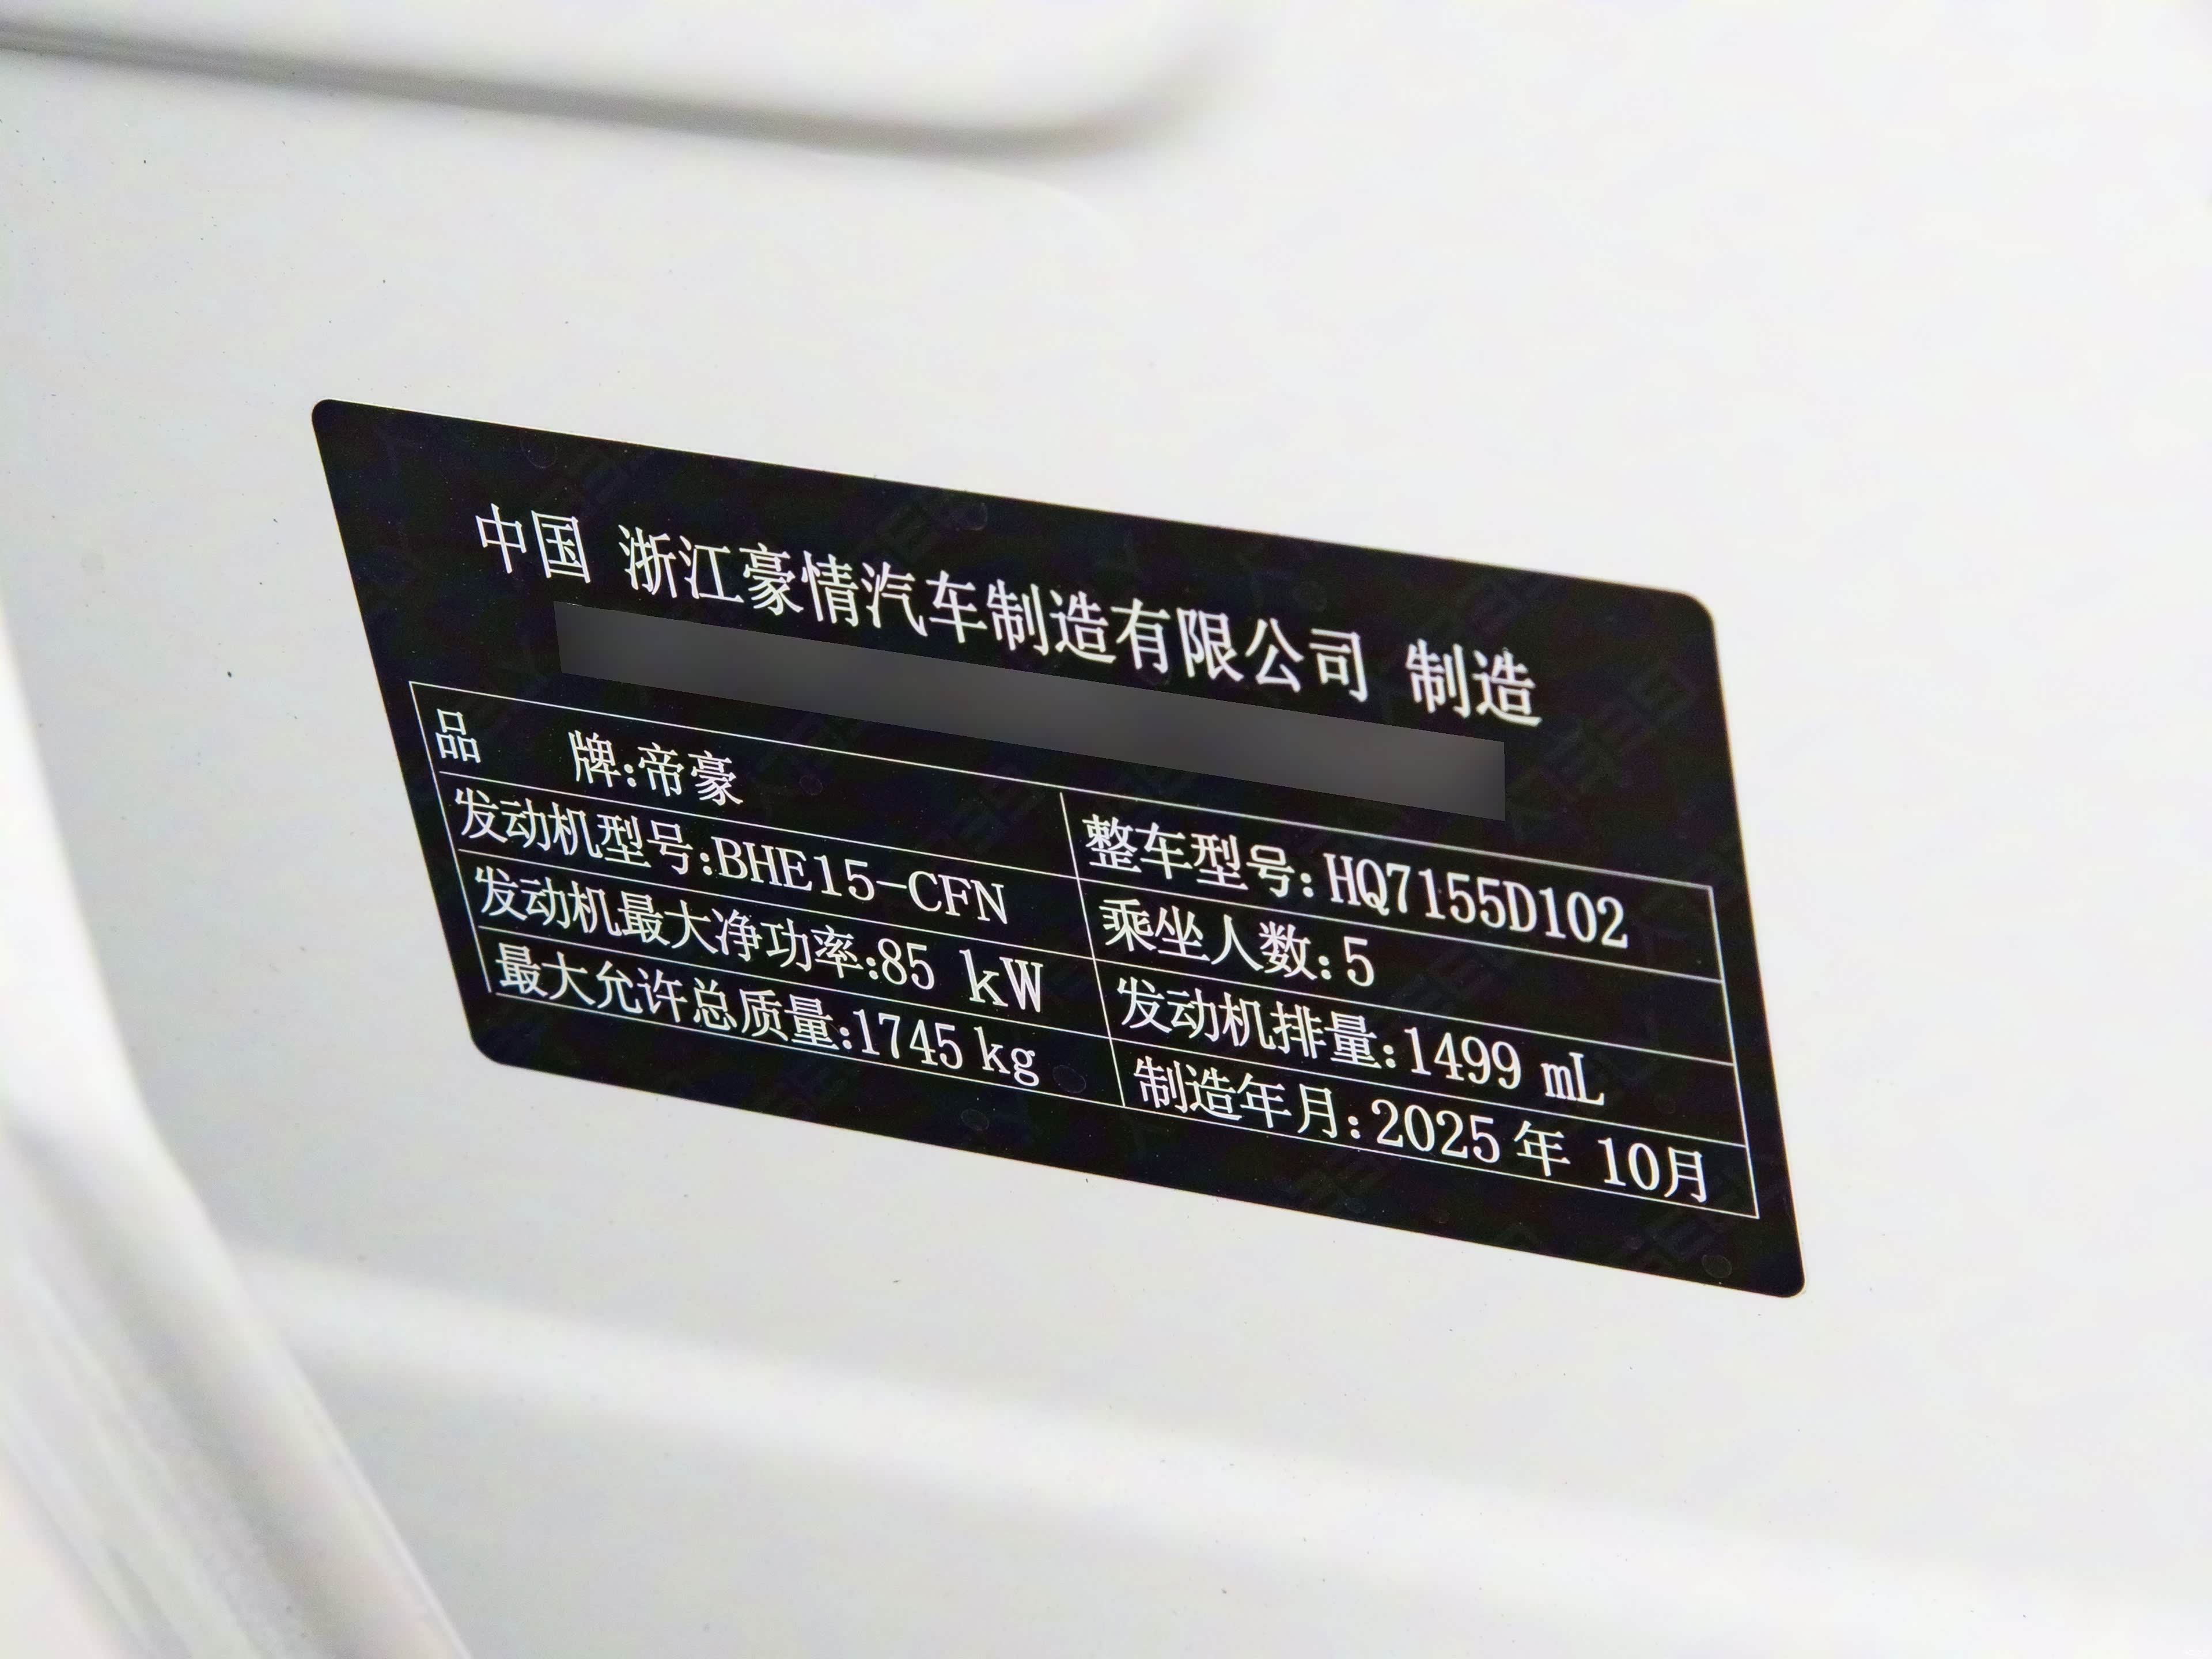 中国 浙江豪情汽车制造有限公司 制造
品 牌:帝豪 整车型号:HQ7155D102
发动机型号:BHE15-CFN 乘坐人数:5
发动机最大净功率:85 kW 发动机排量:1499 mL
最大允许总质量:1745 kg 制造年月:2025年 10月